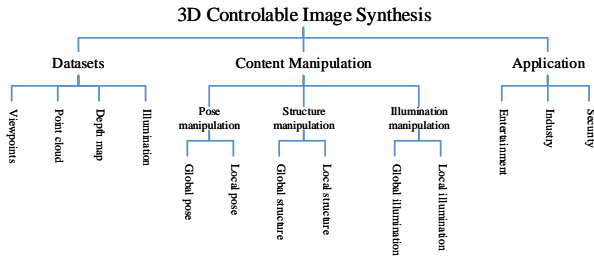 3D Controlable Image Synthesis
Datasets
Content Manipulation
Application
Viewpoints
Point cloud
Depth map
Illumination
Pose
manipulation
Structure
manipulation
Illumination
manipulation
Global pose
Local pose
Global structure
Local structure
Global illumination
Local illumination
Entertainment
Industry
Security